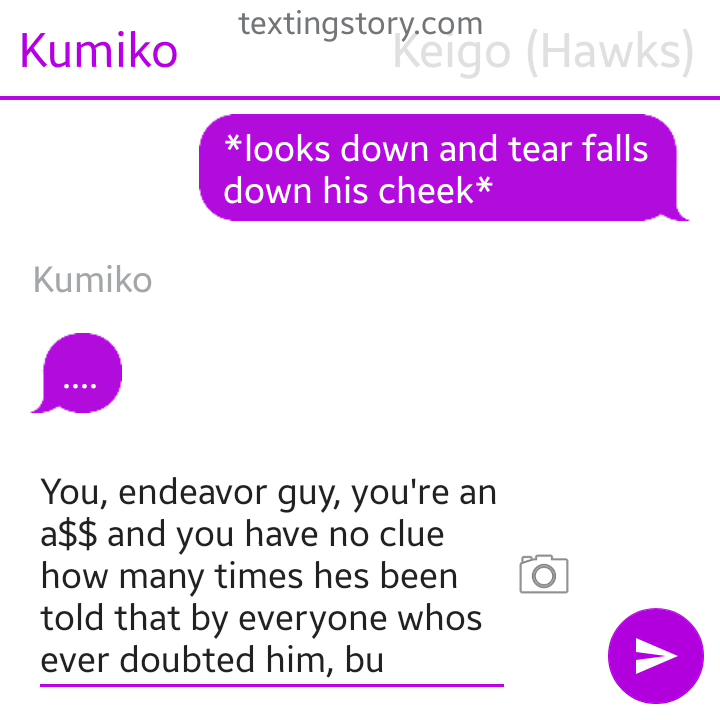 textingstory.com
Kumiko Keigo (Hawks)
*looks down and tear falls
down his cheek*
Kumiko
....
You, endeavor guy, you're an
a$$ and you have no clue
how many times hes been
told that by everyone whos
ever doubted him, bu